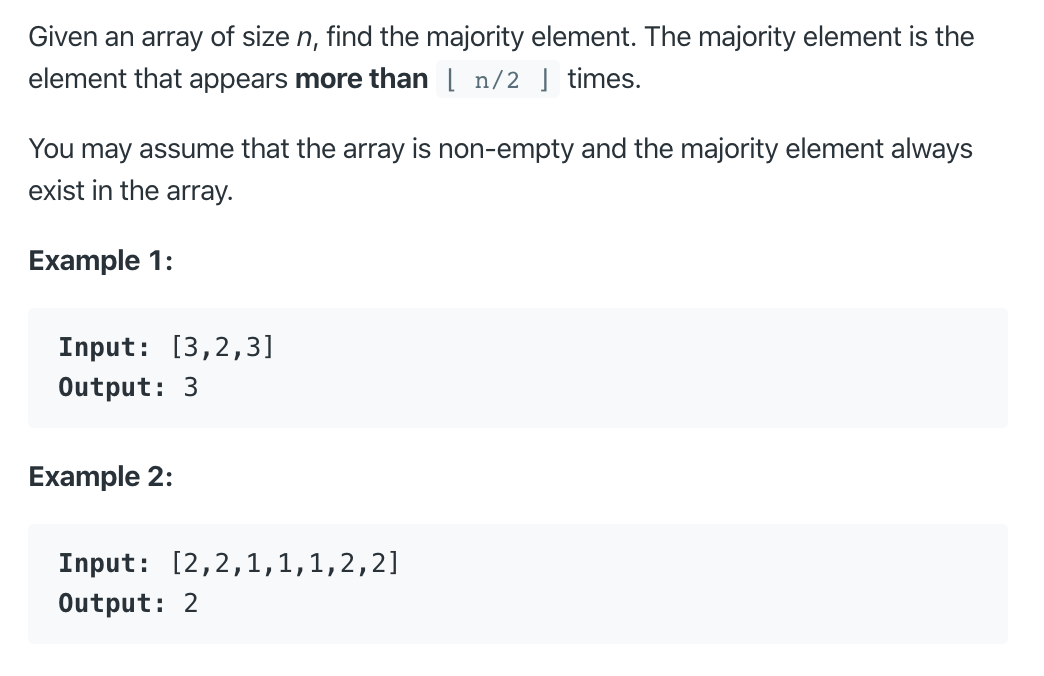 Given an array of size n, find the majority element. The majority element is the
element that appears more than ⌊ n/2 ⌋ times.
You may assume that the array is non-empty and the majority element always
exist in the array.
Example 1:
Input: [3,2,3]
Output: 3
Example 2:
Input: [2,2,1,1,1,2,2]
Output: 2